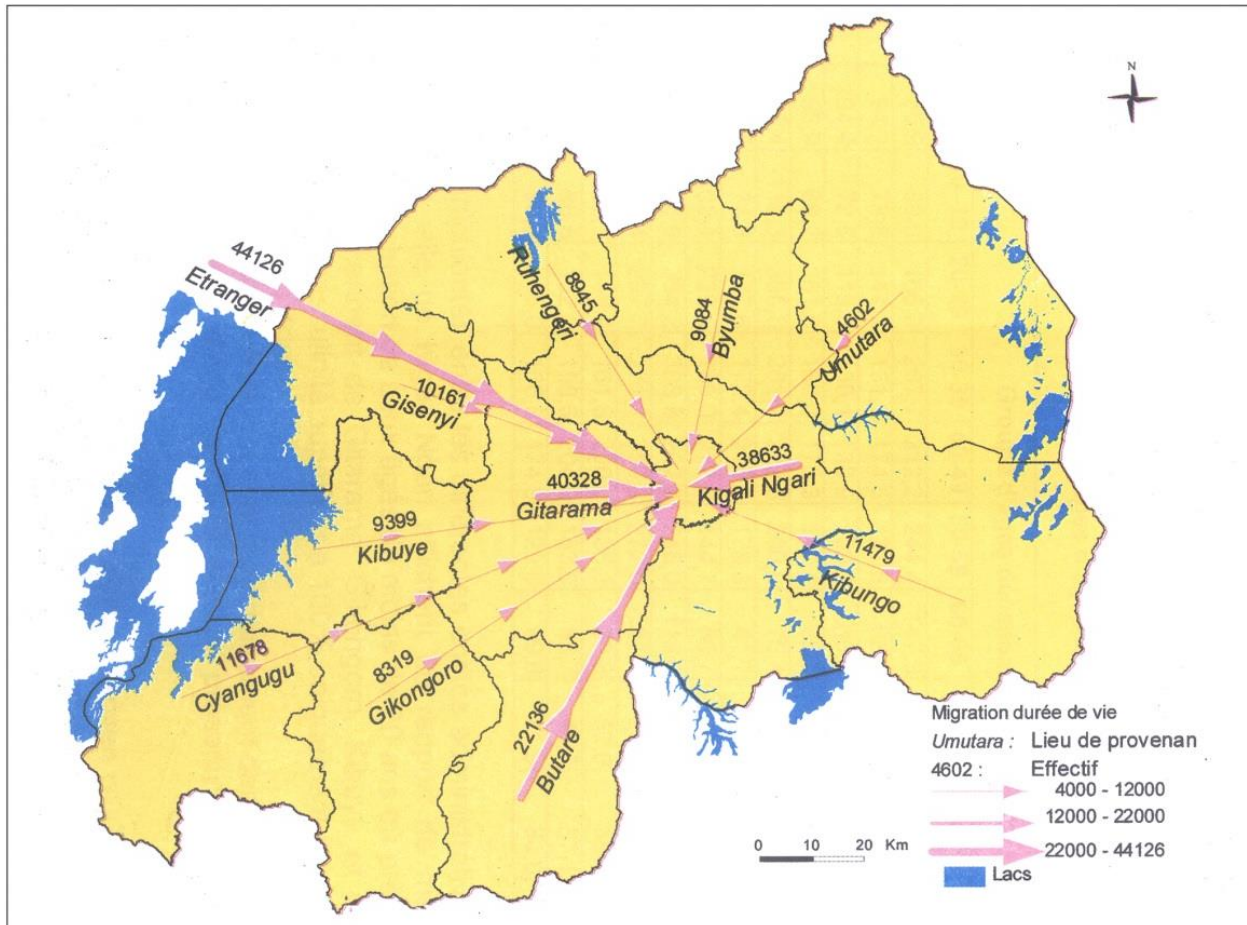 N
44126
Etranger
Ruhengeri
8945
9084
Byumba
4602
Umutara
10161
Gisenyi
40328
Gitarama
38633
Kigali Ngari
9399
Kibuye
11479
Kibungo
11678
Cyangugu
8319
Gikongoro
22136
Butare
Migration durée de vie
Umutara : Lieu de provenan
4602 : Effectif
4000 - 12000
12000 - 22000
22000 - 44126
Lacs
0 10 20 Km